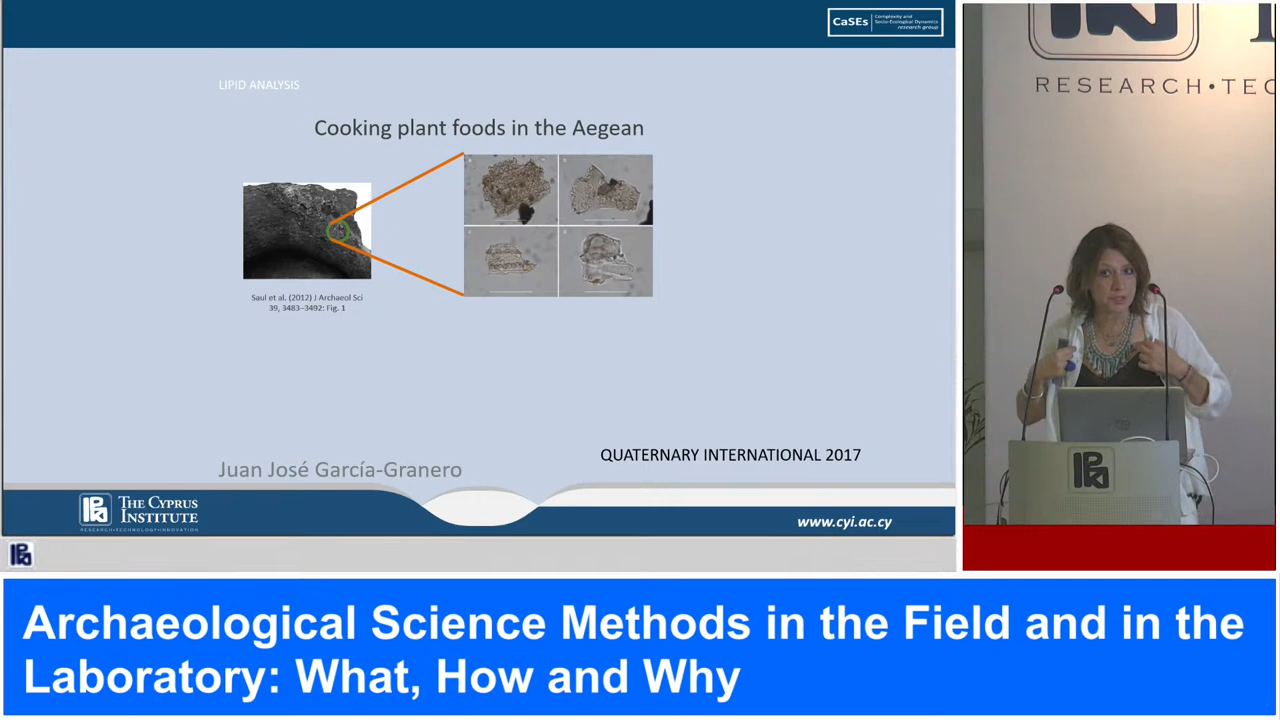 CaSEs
Complexity and
Socio-Ecological Dynamics
research group
LIPID ANALYSIS
Cooking plant foods in the Aegean
Saul et al. (2012) J Archaeol Sci
39, 3483–3492: Fig. 1
QUATERNARY INTERNATIONAL 2017
Juan José García-Granero
THE CYPRUS
INSTITUTE
RESEARCH•TECHNOLOGY•INNOVATION
www.cyi.ac.cy
RESEARCH•TEC
Archaeological Science Methods in the Field and in the
Laboratory: What, How and Why